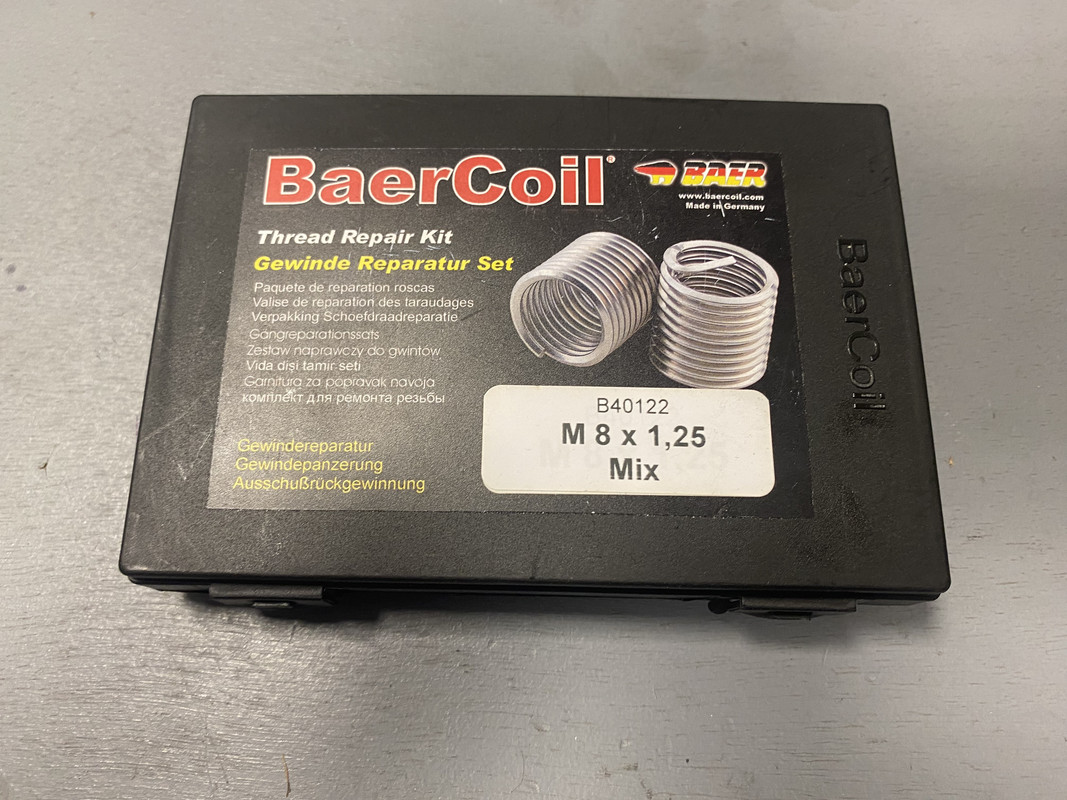 BaerCoil®
BAER
www.baercoil.com
Made in Germany
Thread Repair Kit
Gewinde Reparatur Set
Paquete de reparation roscas
Valise de reparation des taraudages
Verpakking Schoefdraadreparatie
Gängreparationssats
Zestaw naprawczy do gwintów
Vida dişi tamir seti
Garnitura za popravak navoja
комплект для ремонта резьбы
Gewindereparatur
Gewindepanzerung
Ausschußrückgewinnung
B40122
M 8 x 1,25
Mix
BaerCoil